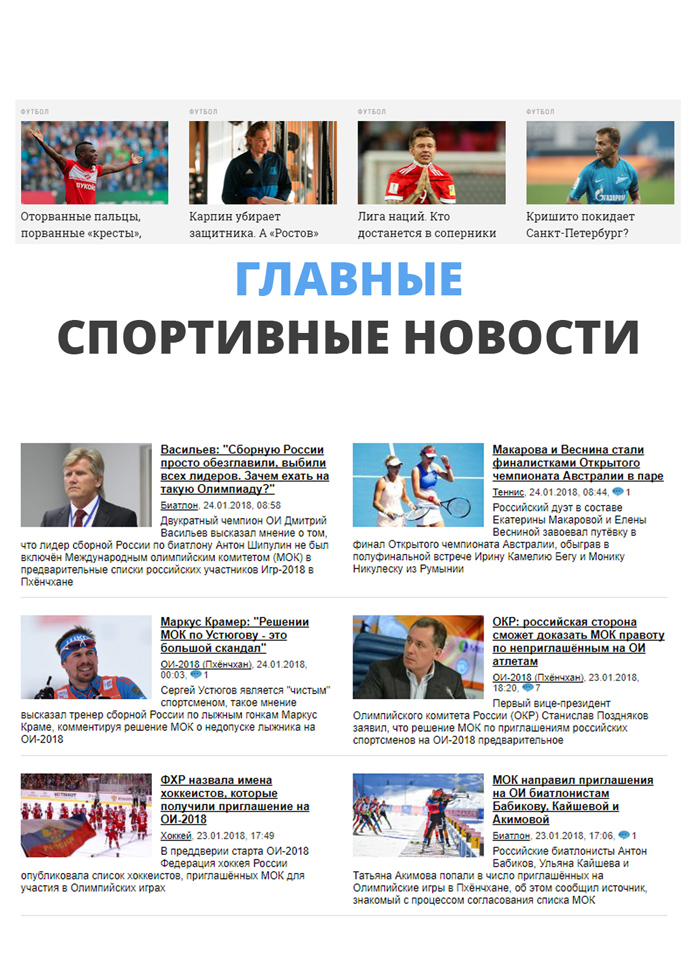 ФУТБОЛ
ФУТБОЛ
ФУТБОЛ
ФУТБОЛ
ЛУКОЙЛ
ГАЗПРОМ
Оторванные пальцы,
порванные «кресты»,
Карпин убирает
защитника. А «Ростов»
Лига наций. Кто
достанется в соперники
Кришито покидает
Санкт-Петербург?
ГЛАВНЫЕ
СПОРТИВНЫЕ НОВОСТИ
Васильев: "Сборную России
просто обезглавили, выбили
всех лидеров. Зачем ехать на
такую Олимпиаду?"
Биатлон, 24.01.2018, 08:58
Двукратный чемпион ОИ Дмитрий
Васильев высказал мнение о том,
что лидер сборной России по биатлону Антон Шипулин не был
включён Международным олимпийским комитетом (МОК) в
предварительные списки российских участников Игр-2018 в
Пхёнчхане
Макарова и Веснина стали
финалистками Открытого
чемпионата Австралии в паре
Теннис, 24.01.2018, 08:44, 1
Российский дуэт в составе
Екатерины Макаровой и Елены
Весниной завоевал путёвку в
финал Открытого чемпионата Австралии, обыграв в
полуфинальной встрече Ирину Камелию Бегу и Монику
Никулеску из Румынии
Маркус Крамер: "Решении
МОК по Устюгову - это
большой скандал"
ОИ-2018 (Пхёнчхан), 24.01.2018,
00:03, 1
Сергей Устюгов является "чистым"
спортсменом, такое мнение
высказал тренер сборной России по лыжным гонкам Маркус
Краме, комментируя решение МОК о недопуске лыжника на
ОИ-2018
ОКР: российская сторона
сможет доказать МОК правоту
по неприглашённым на ОИ
атлетам
ОИ-2018 (Пхёнчхан), 23.01.2018,
18:20, 7
Первый вице-президент
Олимпийского комитета России (ОКР) Станислав Поздняков
заявил, что решение МОК по приглашениям российских
спортсменов на ОИ-2018 предварительное
ФХР назвала имена
хоккеистов, которые
получили приглашение на
ОИ-2018
Хоккей, 23.01.2018, 17:49
В преддверии старта ОИ-2018
Федерация хоккея России
опубликовала список хоккеистов, приглашённых МОК для
участия в Олимпийских играх
МОК направил приглашения
на ОИ биатлонистам
Бабикову, Кайшевой и
Акимовой
Биатлон, 23.01.2018, 17:06, 1
Российские биатлонисты Антон
Бабиков, Ульяна Кайшева и
Татьяна Акимова попали в число приглашённых на
Олимпийские игры в Пхёнчхане, об этом сообщил источник,
знакомый с процессом согласования списка МОК